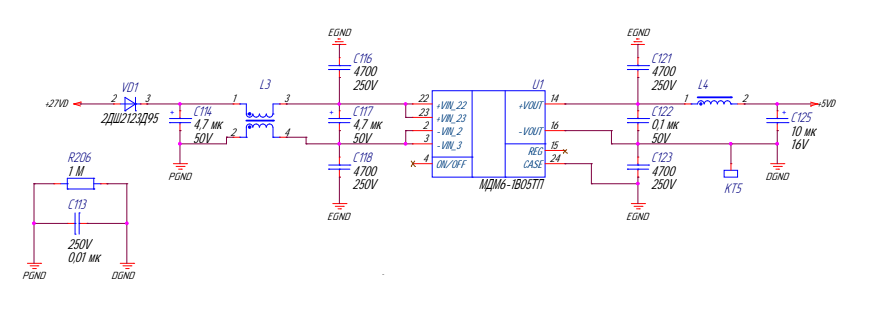 EGND
EGND
C116
4700
250V
C121
4700
250V
VD1
L3
U1
L4
+27VD
2
3
1
3
22
+VIN_22
+VOUT
14
1
2
+5VD
2ДШ2123Д95
C114
4,7 мк
50V
+
2
4
C117
4,7 мк
50V
+
23
+VIN_23
2
-VIN_2
3
-VIN_3
-VOUT
16
C122
0,1 мк
50V
C125
10 мк
16V
+
4
ON/OFF
REG
15
CASE
24
МДМ6-1В05ТП
PGND
C118
4700
250V
C123
4700
250V
КТ5
DGND
R206
1 М
C113
250V
0,01 мк
EGND
EGND
PGND
DGND